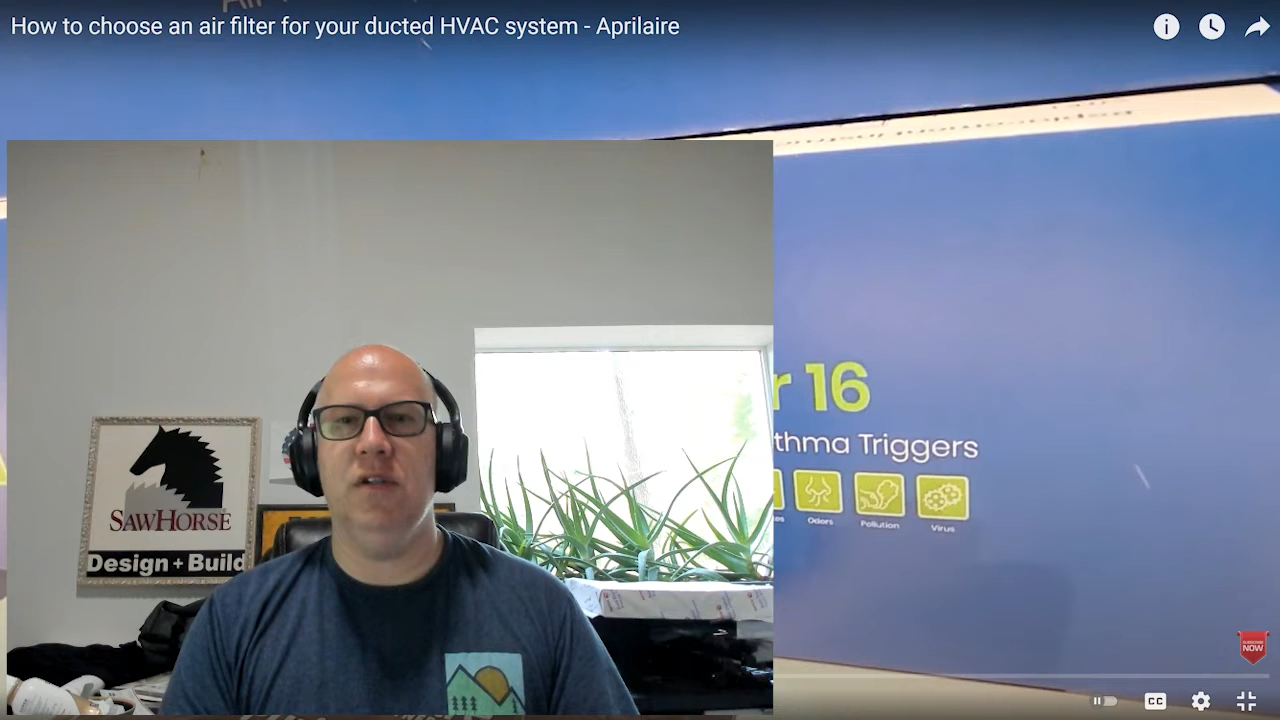 How to choose an air filter for your ducted HVAC system - Aprilaire
r 16
thma Triggers
Odors
Pollution
Virus
SAWHORSE
Design + Build
SUBSCRIBE
NOW
CC